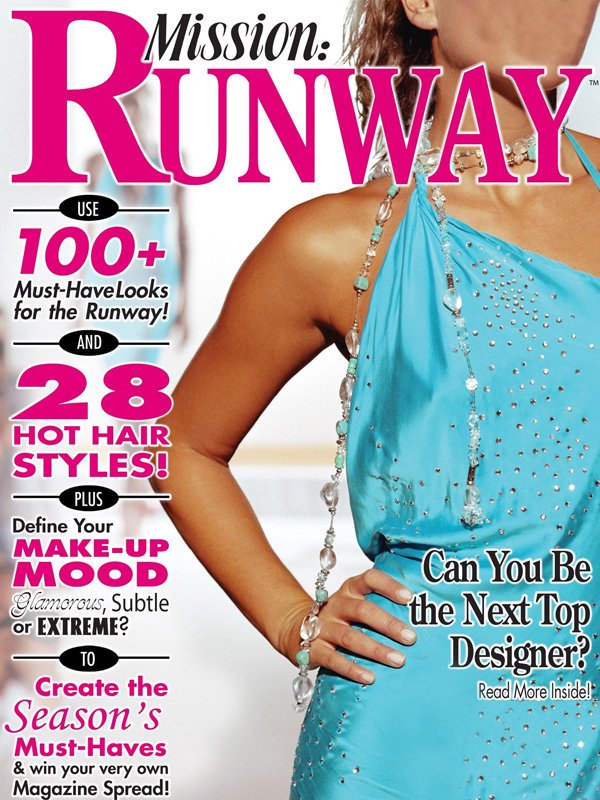 Mission:
RUNWAY™
USE
100+
Must-HaveLooks
for the Runway!
AND
28
HOT HAIR
STYLES!
PLUS
Define Your
MAKE-UP
MOOD
Glamorous, Subtle
or EXTREME?
TO
Create the
Season's
Must-Haves
& win your very own
Magazine Spread!
Can You Be
the Next Top
Designer?
Read More Inside!